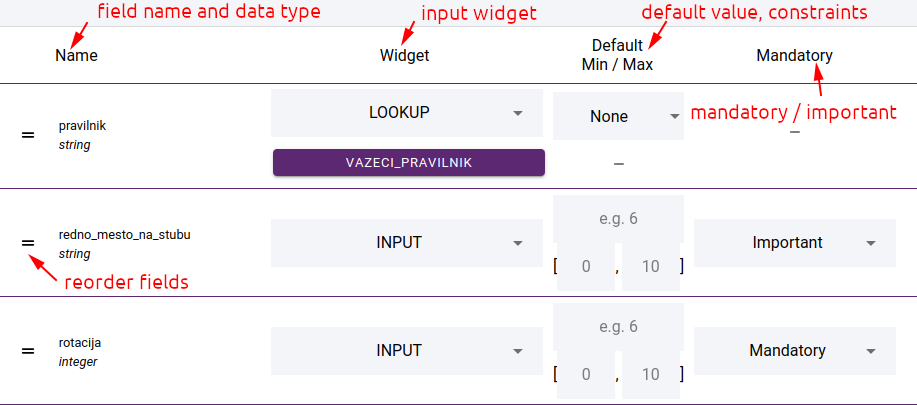 field name and data type
input widget
default value, constraints
Name
Widget
Default
Min / Max
Mandatory
mandatory / important
pravilnik
string
LOOKUP
None
–
VAZECI_PRAVILNIK
–
redno_mesto_na_stubu
string
INPUT
e.g. 6
[ 0 , 10 ]
Important
reorder fields
rotacija
integer
INPUT
e.g. 6
[ 0 , 10 ]
Mandatory